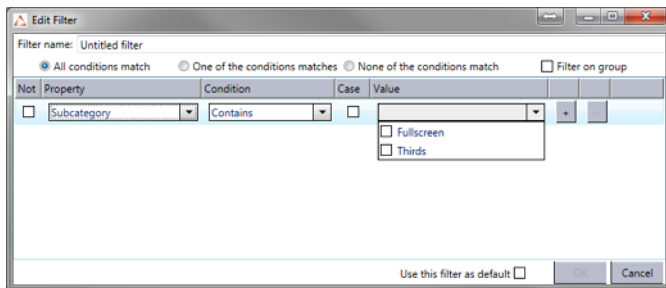 Edit Filter
Filter name: Untitled filter
All conditions match One of the conditions matches None of the conditions match Filter on group
Not Property Condition Case Value
Subcategory Contains +
Fullscreen
Thirds
Use this filter as default OK Cancel